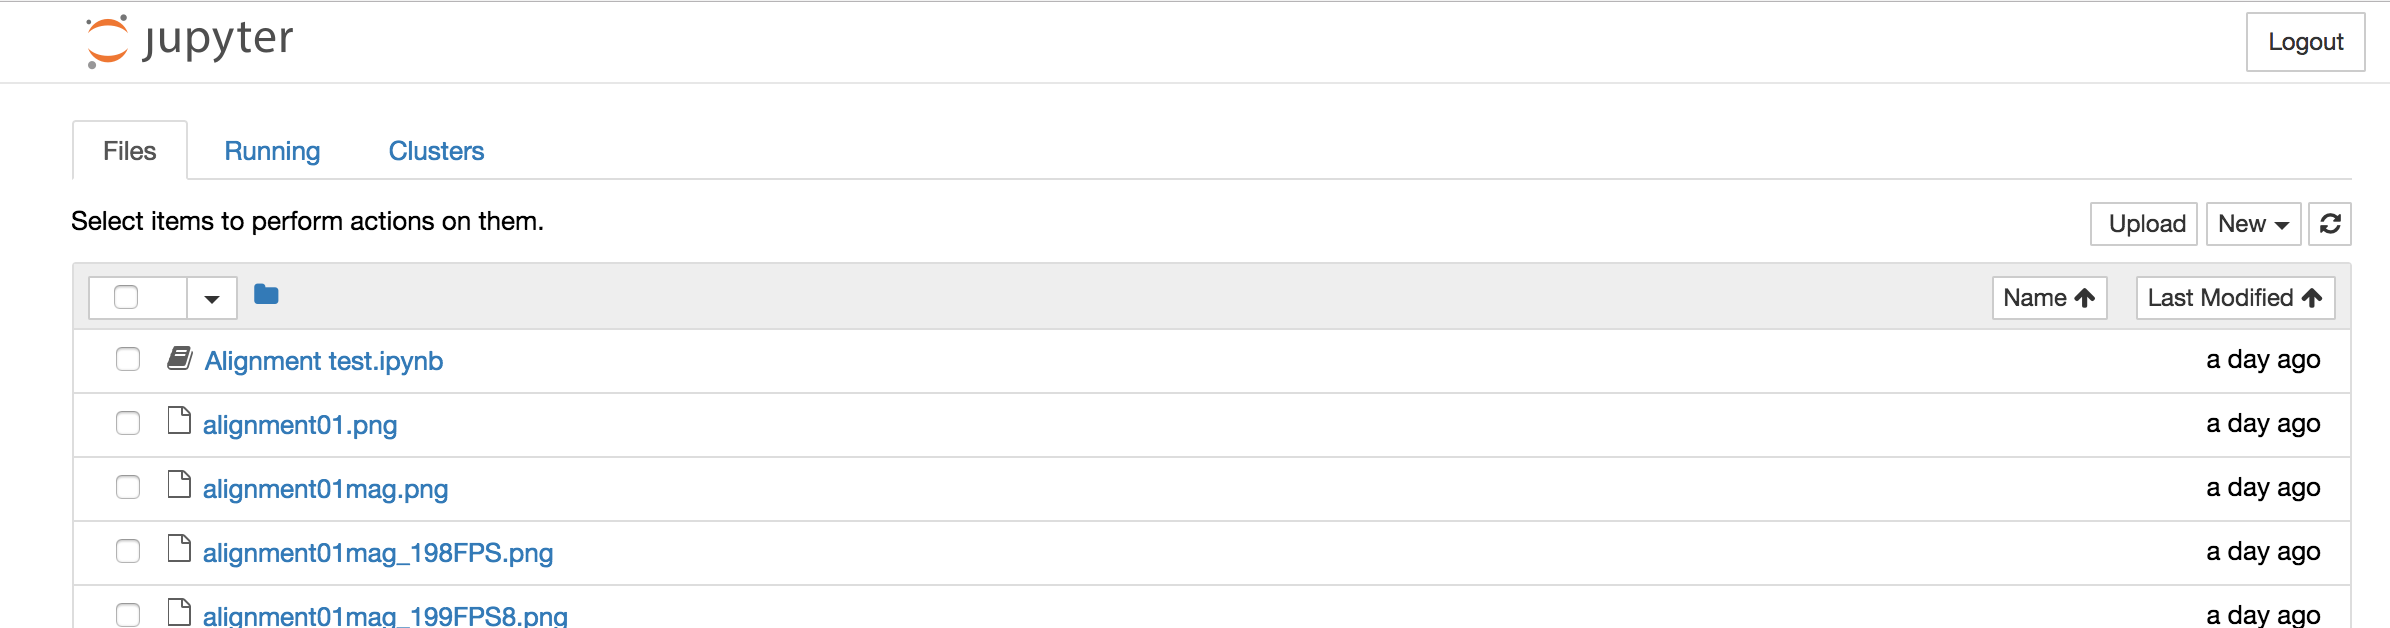 jupyter
Logout
Files Running Clusters
Select items to perform actions on them.
Upload New
Name Last Modified
Alignment test.ipynb a day ago
alignment01.png a day ago
alignment01mag.png a day ago
alignment01mag_198FPS.png a day ago
alignment01mag_199FPS8.png a day ago